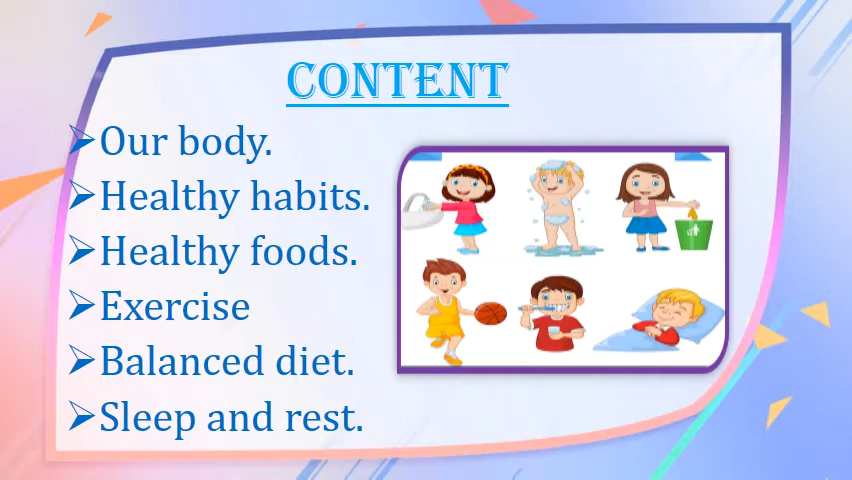 CONTENT
Our body.
Healthy habits.
Healthy foods.
Exercise
Balanced diet.
Sleep and rest.